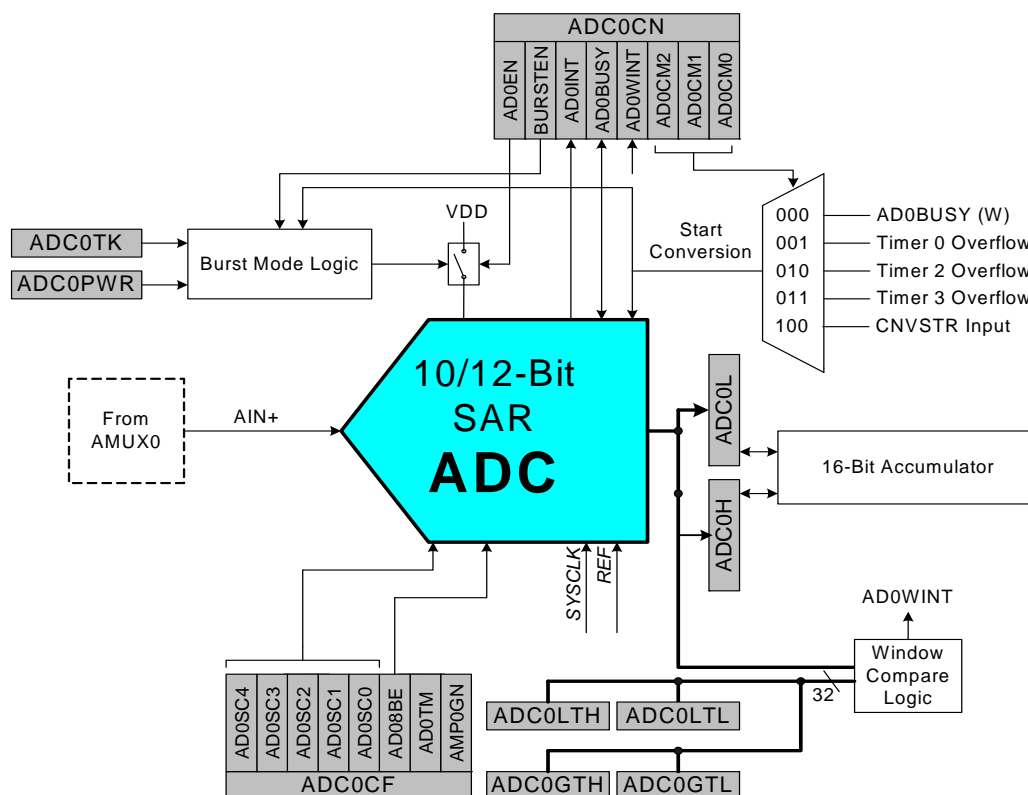 ADC0CN
AD0EN
BURSTEN
AD0INT
AD0BUSY
AD0WINT
AD0CM2
AD0CM1
AD0CM0
VDD
Start
Conversion
000
AD0BUSY (W)
001
Timer 0 Overflow
010
Timer 2 Overflow
011
Timer 3 Overflow
100
CNVSTR Input
ADC0TK
ADC0PWR
Burst Mode Logic
From
AMUX0
AIN+
10/12-Bit
SAR
ADC
ADC0L
ADC0H
16-Bit Accumulator
SYSCLK
REF
AD0WINT
Window
Compare
Logic
32
AD0SC4
AD0SC3
AD0SC2
AD0SC1
AD0SC0
AD08BE
AD0TM
AMP0GN
ADC0CF
ADC0LTH
ADC0LTL
ADC0GTH
ADC0GTL